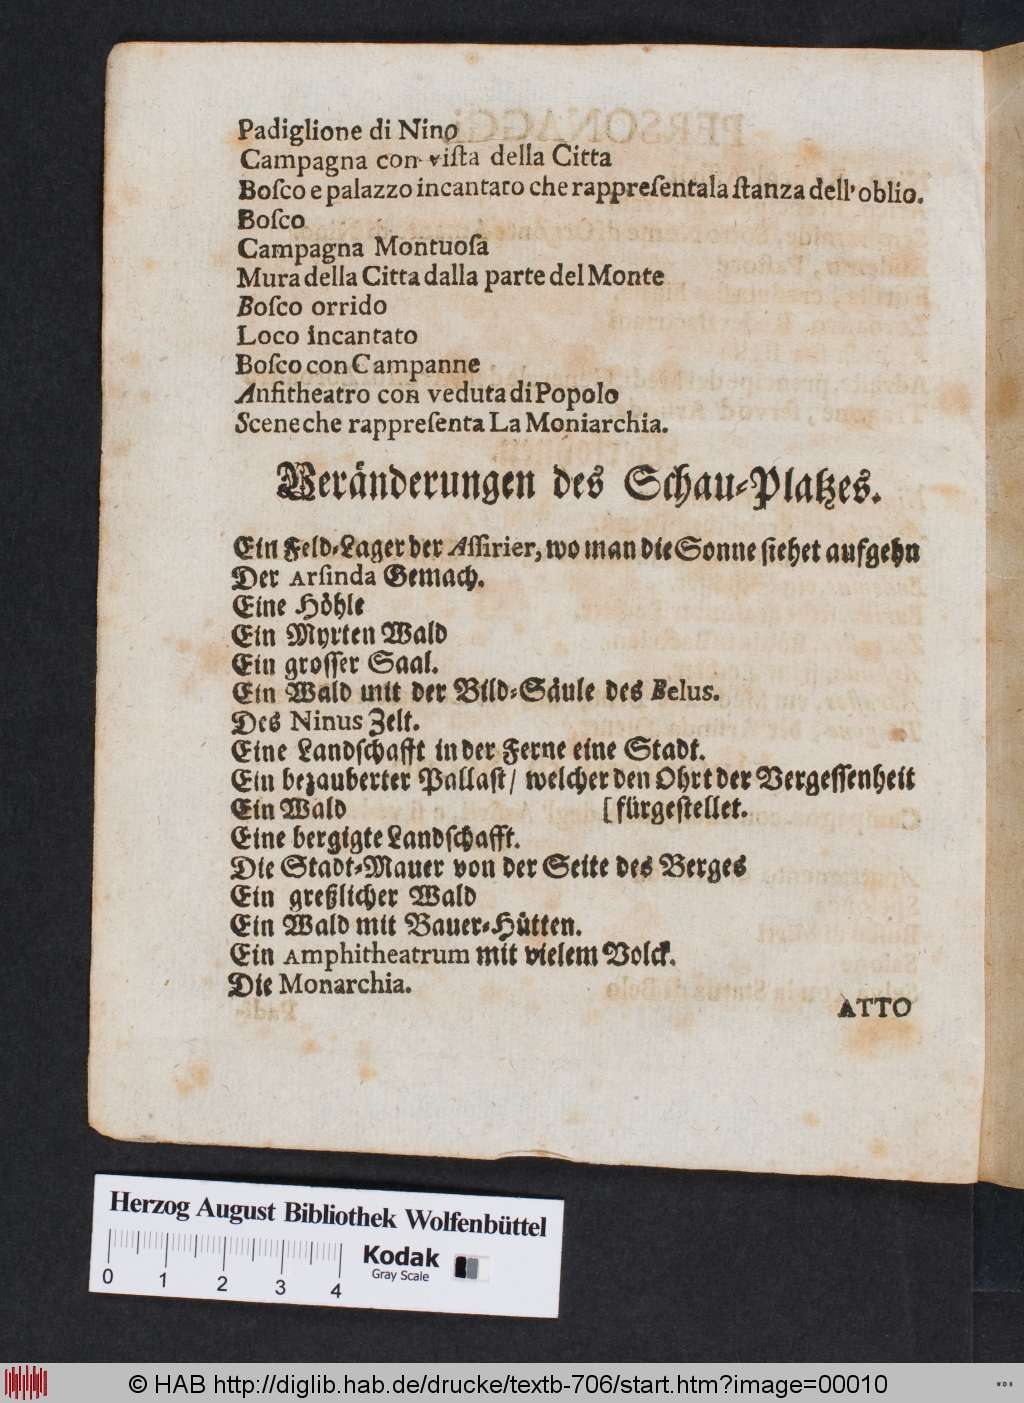 Padiglione di Nino
Campagna con viſta della Citta
Boſco e palazzo incantato che rappreſentala ſtanza dell'oblio.
Boſco
Campagna Montuoſa
Mura della Citta dalla parte del Monte
Boſco orrido
Loco incantato
Boſco con Campanne
Anfitheatro con veduta di Popolo
Scene che rappreſenta La Moniarchia.
Veränderungen des Schau-Platzes.
Ein Feld-Lager der Aſſirier, wo man die Sonne ſiehet aufgehn
Der Arſinda Gemach.
Eine Höhle
Ein Myrten Wald
Ein groſſer Saal.
Ein Wald mit der Bild-Säule des Belus.
Des Ninus Zelt.
Eine Landſchafft in der Ferne eine Stadt.
Ein bezauberter Pallaſt / welcher den Ohrt der Vergeſſenheit
Ein Wald [fürgeſtellet.
Eine bergigte Landſchafft.
Die Stadt-Mauer von der Seite des Berges
Ein greßlicher Wald
Ein Wald mit Bauer-Hütten.
Ein Amphitheatrum mit vielem Volck.
Die Monarchia.
ATTO
Herzog August Bibliothek Wolfenbüttel
Kodak
Gray Scale
0 1 2 3 4
© HAB http://diglib.hab.de/drucke/textb-706/start.htm?image=00010